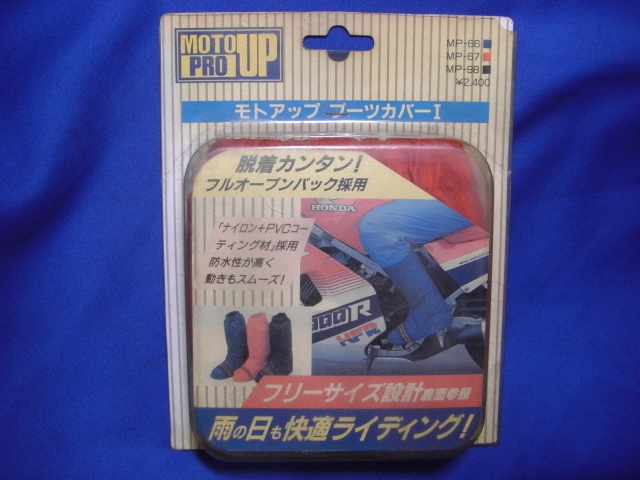 MOTO
PRO UP
MP-66
MP-67
MP-98
¥2,400
モトアップ ブーツカバーI
脱着カンタン!
フルオープンバック採用
HONDA
「ナイロン+PVCコー
ティング材」採用
防水性が高く
動きもスムーズ!
HRC
フリーサイズ設計裏面参照
雨の日も快適ライディング!